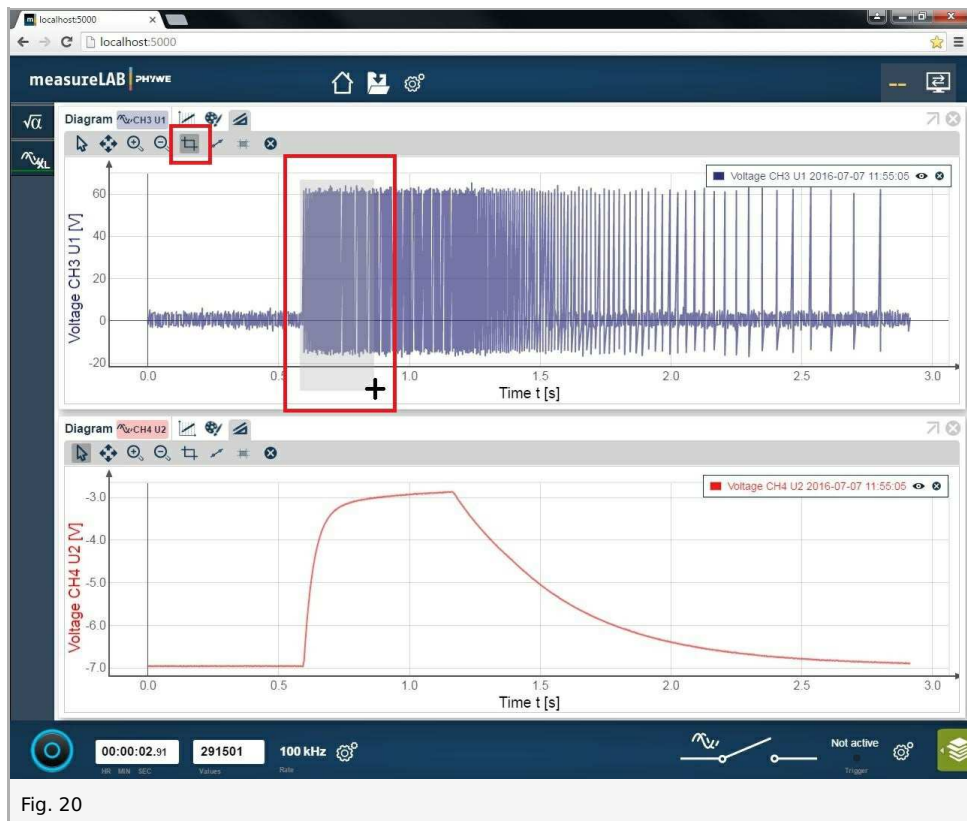 localhost:5000
localhost:5000
measureLAB PHYWE
--
√α
Diagram CH3 U1
XL
Voltage CH3 U1 2016-07-07 11:55:05
Voltage CH3 U1 [V]
60
40
20
0
-20
0.0 0.5 1.0 1.5 2.0 2.5 3.0
Time t [s]
Diagram CH4 U2
Voltage CH4 U2 2016-07-07 11:55:05
Voltage CH4 U2 [V]
-3.0
-4.0
-5.0
-6.0
-7.0
0.0 0.5 1.0 1.5 2.0 2.5 3.0
Time t [s]
00:00:02.91 291501 100 kHz Not active
HR MIN SEC Values Rate Trigger
Fig. 20